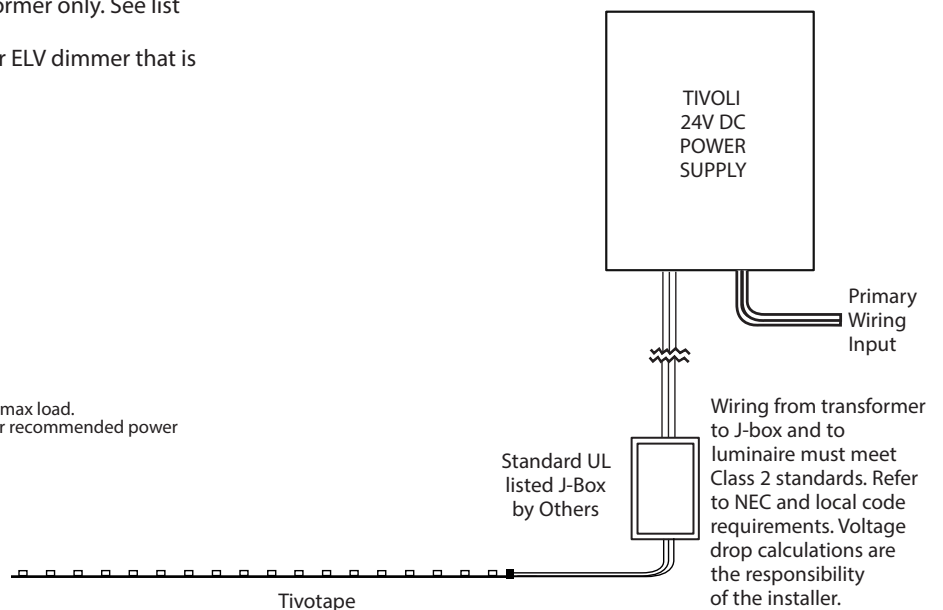 ormer only. See list
r ELV dimmer that is
TIVOLI
24V DC
POWER
SUPPLY
Primary
Wiring
Input
max load.
r recommended power
Standard UL
listed J-Box
by Others
Wiring from transformer
to J-box and to
luminaire must meet
Class 2 standards. Refer
to NEC and local code
requirements. Voltage
drop calculations are
the responsibility
of the installer.
Tivotape